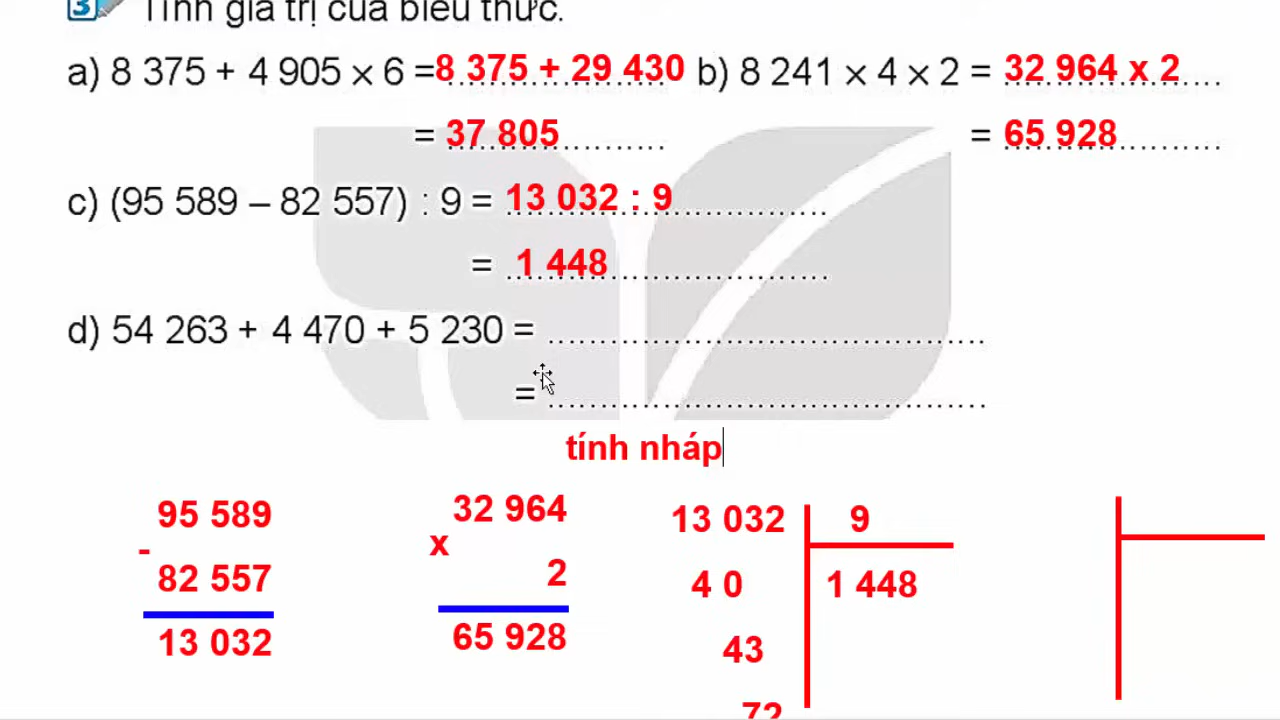 3 Tính giá trị của biểu thức.
a) 8 375 + 4 905 × 6 =8 375 + 29 430 b) 8 241 × 4 × 2 = 32 964 x 2
= 37 805 = 65 928
c) (95 589 – 82 557) : 9 = 13 032 : 9
= 1 448
d) 54 263 + 4 470 + 5 230 = ........................................
= ........................................
tính nháp
95 589
-
82 557
13 032
32 964
x
2
65 928
13 032 9
4 0 1 448
43
72